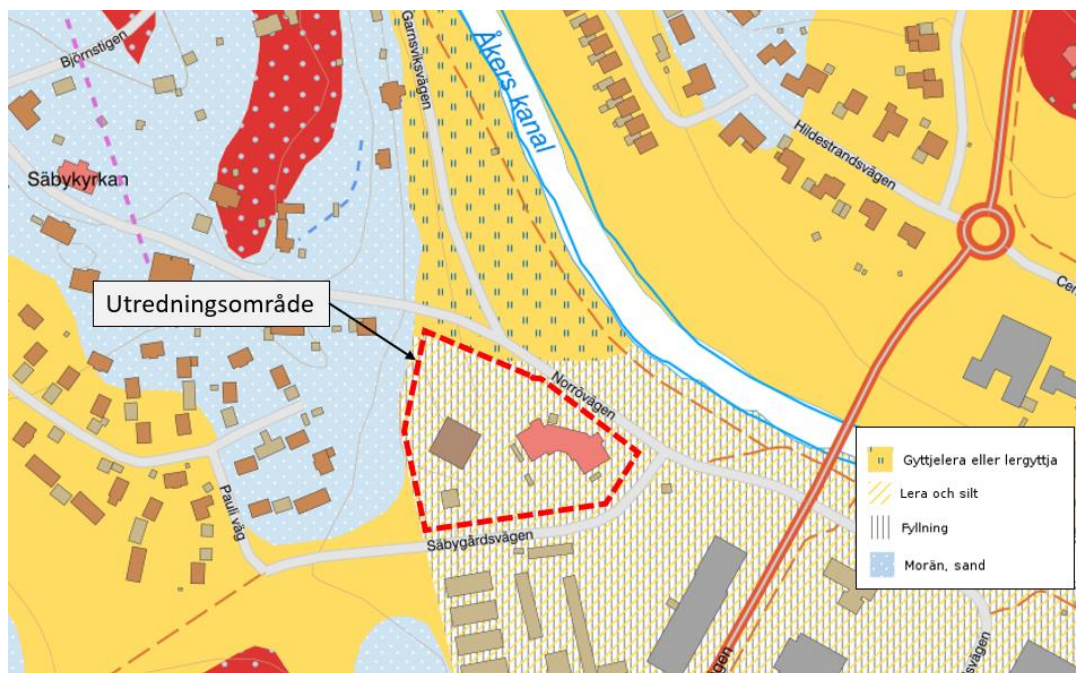 Björnstigen
Garnsviksvägen
Åkers kanal
Hildestrandsvägen
Säbykyrkan
Utredningsområde
Norrövägen
Pauli väg
Säbygårdsvägen
Gyttjelera eller lergyttja
Lera och silt
Fyllning
Morän, sand